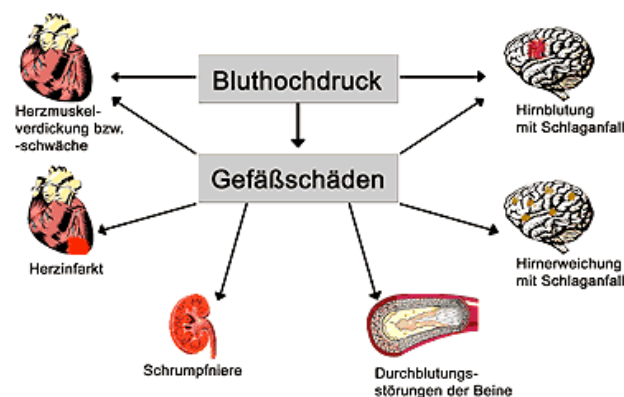 Bluthochdruck
Herzmuskel-
verdickung bzw.
-schwäche
Hirnblutung
mit Schlaganfall
Gefäßschäden
Herzinfarkt
Hirnerweichung
mit Schlaganfall
Schrumpfniere
Durchblutungs-
störungen der Beine